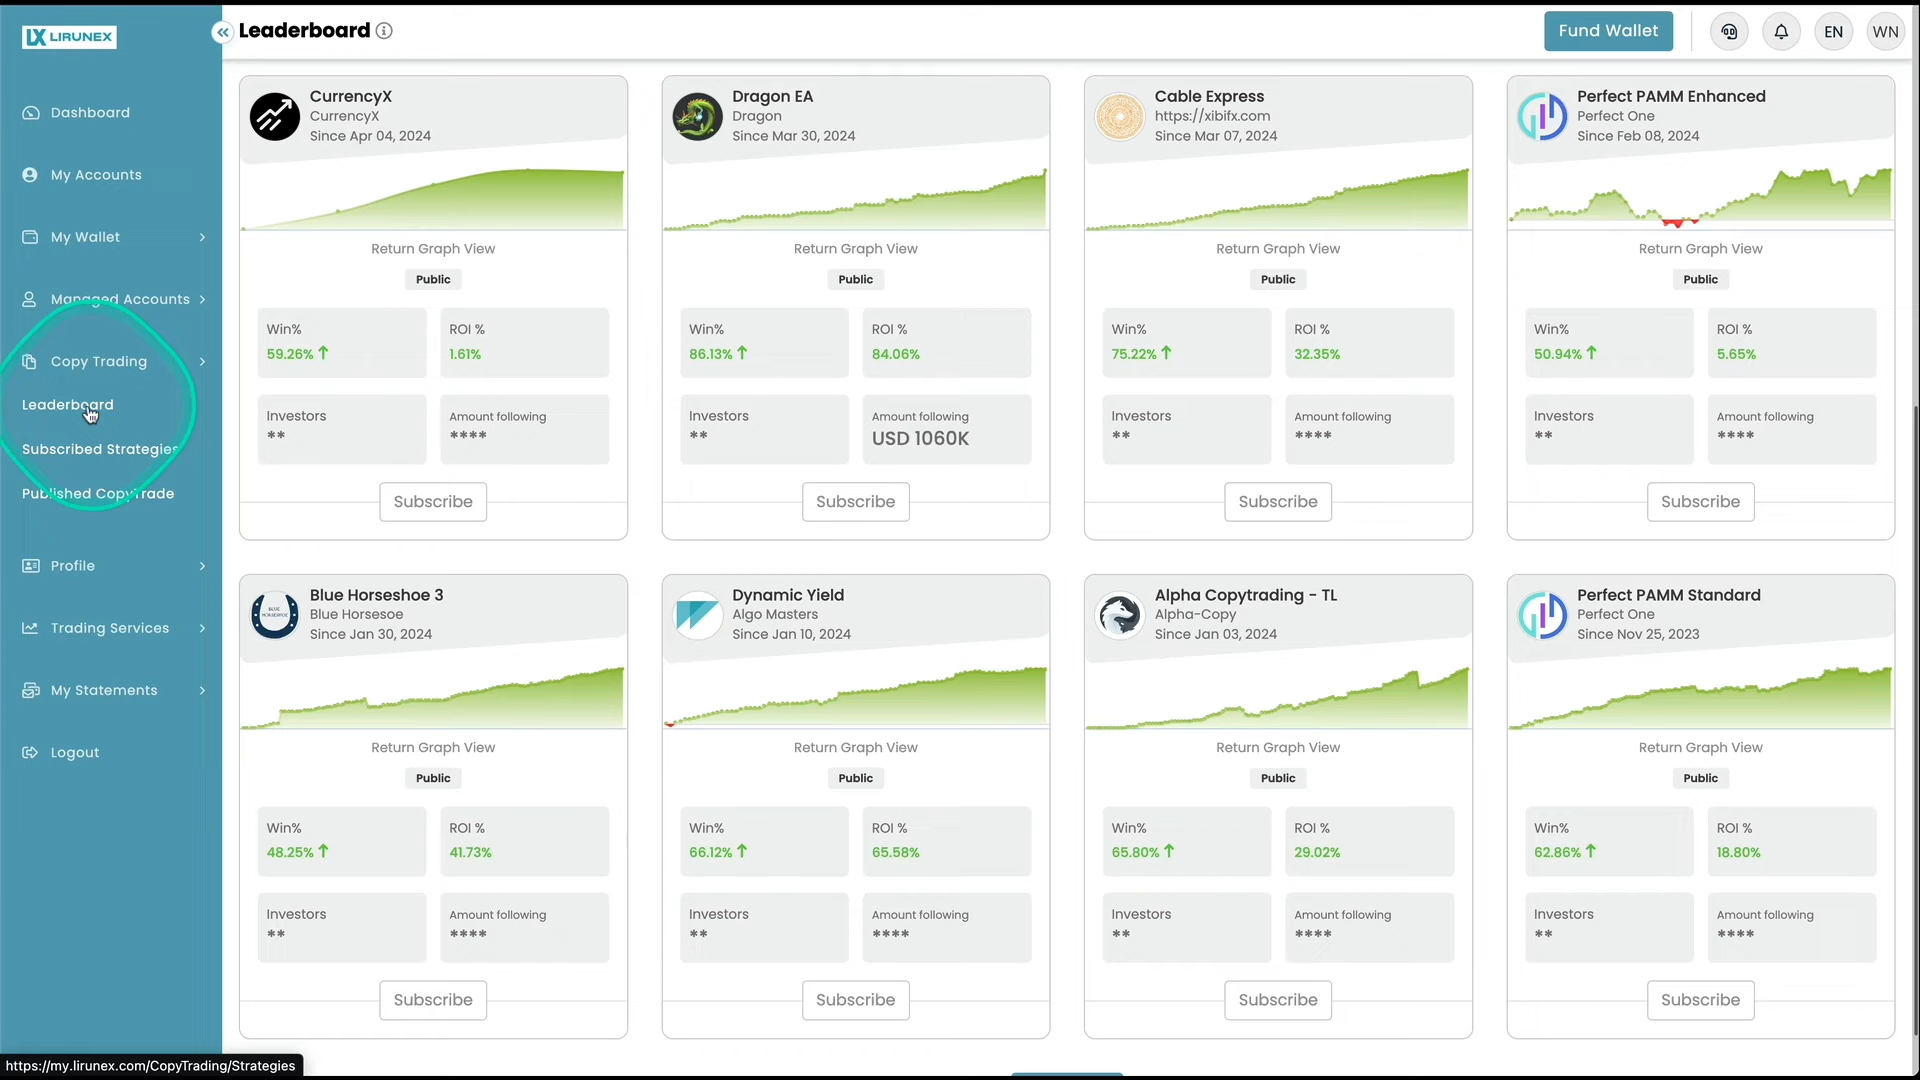 LIRUNEX
Leaderboard
Fund Wallet
EN
WN
Dashboard
My Accounts
My Wallet
Managed Accounts
Copy Trading
Leaderboard
Subscribed Strategies
Published CopyTrade
Profile
Trading Services
My Statements
Logout
CurrencyX
CurrencyX
Since Apr 04, 2024
Return Graph View
Public
Win%
59.26%
ROI %
1.61%
Investors
**
Amount following
****
Subscribe
Dragon EA
Dragon
Since Mar 30, 2024
Return Graph View
Public
Win%
86.13%
ROI %
84.06%
Investors
**
Amount following
USD 1060K
Subscribe
Cable Express
https://xibifx.com
Since Mar 07, 2024
Return Graph View
Public
Win%
75.22%
ROI %
32.35%
Investors
**
Amount following
****
Subscribe
Perfect PAMM Enhanced
Perfect One
Since Feb 08, 2024
Return Graph View
Public
Win%
50.94%
ROI %
5.65%
Investors
**
Amount following
****
Subscribe
BLUE
HORSESHOE
Blue Horseshoe 3
Blue Horsesoe
Since Jan 30, 2024
Return Graph View
Public
Win%
48.25%
ROI %
41.73%
Investors
**
Amount following
****
Subscribe
Dynamic Yield
Algo Masters
Since Jan 10, 2024
Return Graph View
Public
Win%
66.12%
ROI %
65.58%
Investors
**
Amount following
****
Subscribe
Alpha Copytrading - TL
Alpha-Copy
Since Jan 03, 2024
Return Graph View
Public
Win%
65.80%
ROI %
29.02%
Investors
**
Amount following
****
Subscribe
Perfect PAMM Standard
Perfect One
Since Nov 25, 2023
Return Graph View
Public
Win%
62.86%
ROI %
18.80%
Investors
**
Amount following
****
Subscribe
https://my.lirunex.com/CopyTrading/Strategies